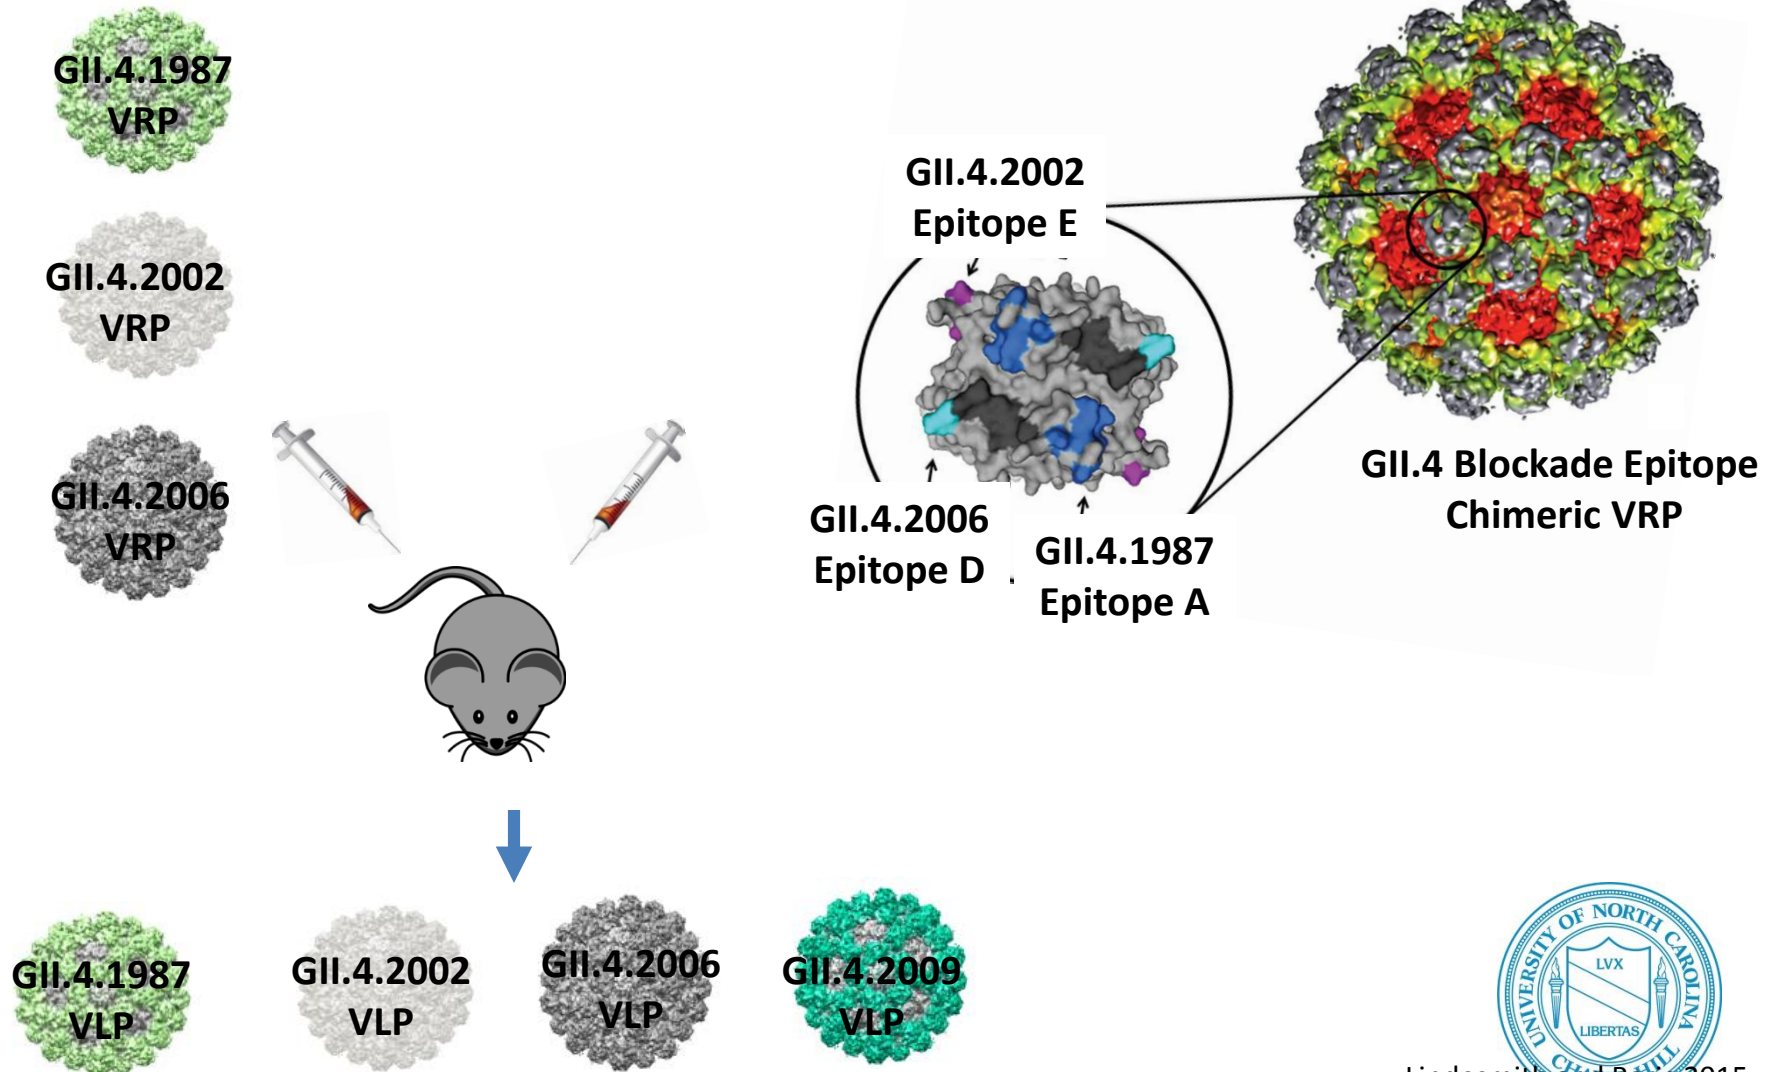 GII.4.1987
VRP
GII.4.2002
VRP
GII.4.2006
VRP
GII.4.2002
Epitope E
GII.4.2006
Epitope D
GII.4.1987
Epitope A
GII.4 Blockade Epitope
Chimeric VRP
GII.4.1987
VLP
GII.4.2002
VLP
GII.4.2006
VLP
GII.4.2009
VLP
UNIVERSITY OF NORTH CAROLINA
LVX
LIBERTAS
2015